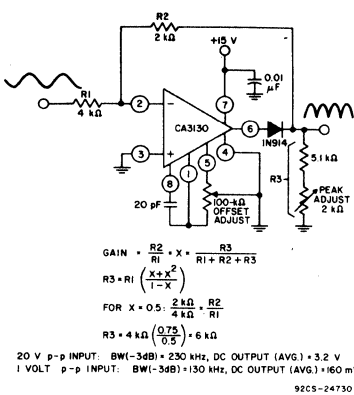 R2
2 kΩ
+15 V
0.01
μF
R1
4 kΩ
2
−
7
CA3130
6
1N914
3
+
4
5
1
8
20 pF
100-kΩ
OFFSET
ADJUST
5.1 kΩ
R3
PEAK
ADJUST
2 kΩ
GAIN = R2/R1 = X = R3/(R1 + R2 + R3)
R3 = R1 ((X+X²)/(1−X))
FOR X = 0.5: 2 kΩ/4 kΩ = R2/R1
R3 = 4 kΩ (0.75/0.5) = 6 kΩ
20 V p-p INPUT: BW(−3dB) = 230 kHz, DC OUTPUT (AVG.) = 3.2 V
1 VOLT p-p INPUT: BW(−3dB) = 130 kHz, DC OUTPUT (AVG.) = 160 m
92CS-24730